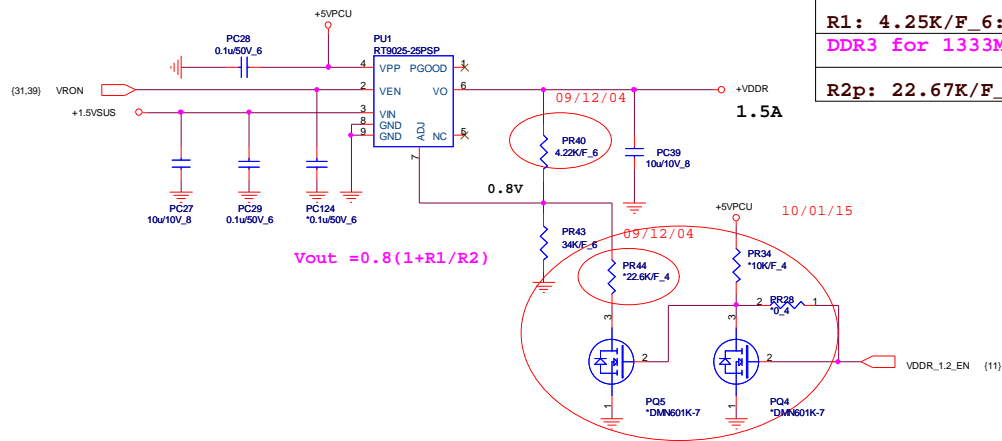 +5VPCU
PC28
0.1u/50V_6
PU1
RT9025-25PSP
4 VPP PGOOD 1
{31,39} VRON 2 VEN VO 6
+1.5VSUS 3 VIN
8 GND
9 GND ADJ NC 5
7
09/12/04
+VDDR
1.5A
R1: 4.25K/F_6:
DDR3 for 1333M
R2p: 22.67K/F_
PR40
4.22K/F_6
PC39
10u/10V_8
PC27
10u/10V_8
PC29
0.1u/50V_6
PC124
*0.1u/50V_6
0.8V
Vout =0.8(1+R1/R2)
PR43
34K/F_6
09/12/04
PR44
*22.6K/F_4
+5VPCU
10/01/15
PR34
*10K/F_4
2 PR28 1
*0_4
3
2
1
PQ5
*DMN601K-7
3
2
1
PQ4
*DMN601K-7
VDDR_1.2_EN {11}